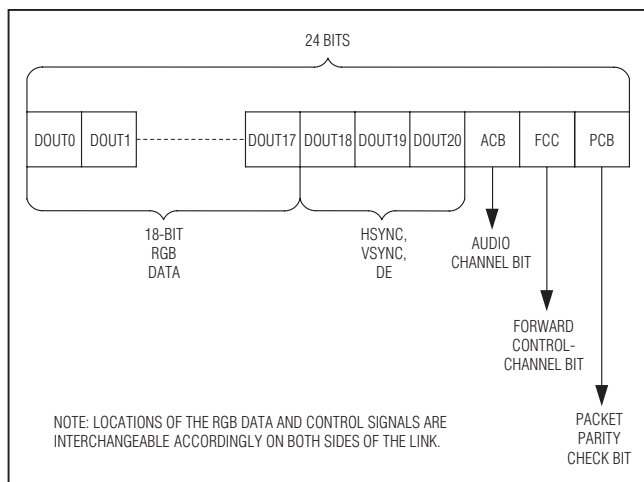 24 BITS
DOUT0 DOUT1 DOUT17 DOUT18 DOUT19 DOUT20 ACB FCC PCB
18-BIT
RGB
DATA
HSYNC,
VSYNC,
DE
AUDIO
CHANNEL BIT
FORWARD
CONTROL-
CHANNEL BIT
PACKET
PARITY
CHECK BIT
NOTE: LOCATIONS OF THE RGB DATA AND CONTROL SIGNALS ARE
INTERCHANGEABLE ACCORDINGLY ON BOTH SIDES OF THE LINK.